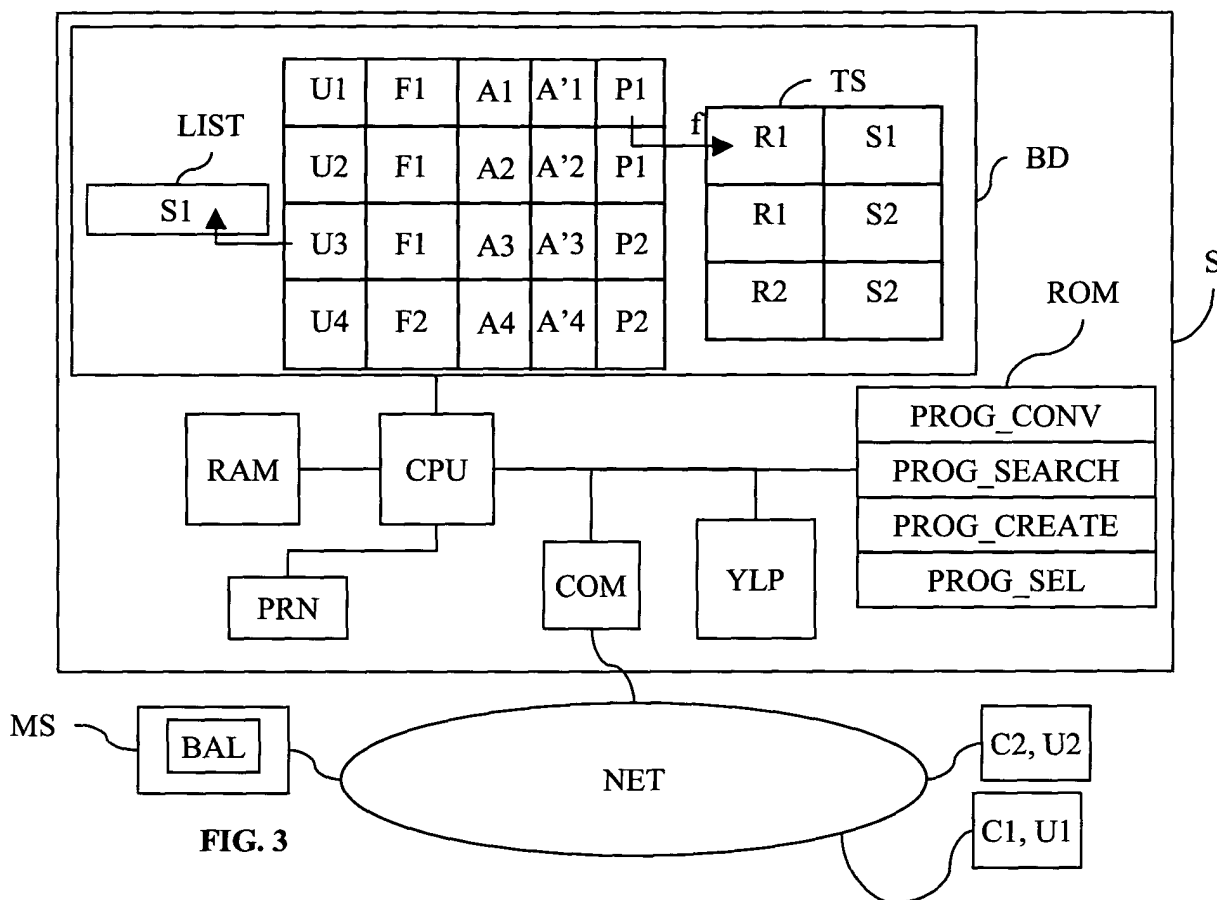 U1 F1 A1 A'1 P1
TS
LIST
f
R1 S1
U2 F1 A2 A'2 P1
BD
S1
R1 S2
U3 F1 A3 A'3 P2
S
ROM
R2 S2
U4 F2 A4 A'4 P2
PROG_CONV
RAM
CPU
PROG_SEARCH
PROG_CREATE
COM
YLP
PROG_SEL
PRN
MS
BAL
NET
C2, U2
C1, U1
FIG. 3